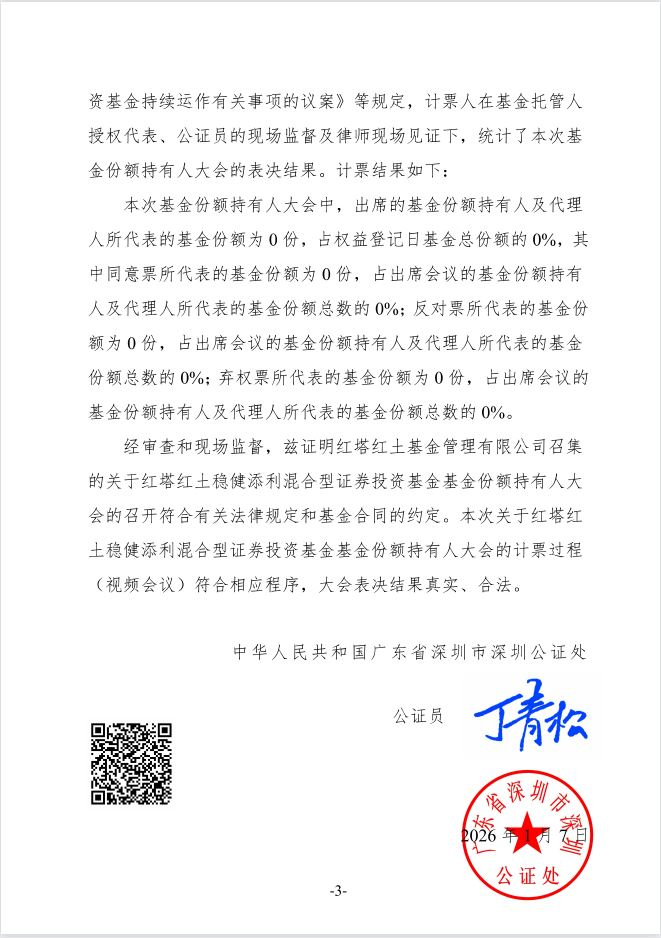 资基金持续运作有关事项的议案》等规定，计票人在基金托管人
授权代表、公证员的现场监督及律师现场见证下，统计了本次基
金份额持有人大会的表决结果。计票结果如下：
本次基金份额持有人大会中，出席的基金份额持有人及代理
人所代表的基金份额为 0 份，占权益登记日基金总份额的 0%，其
中同意票所代表的基金份额为 0 份，占出席会议的基金份额持有
人及代理人所代表的基金份额总数的 0%；反对票所代表的基金份
额为 0 份，占出席会议的基金份额持有人及代理人所代表的基金
份额总数的 0%；弃权票所代表的基金份额为 0 份，占出席会议的
基金份额持有人及代理人所代表的基金份额总数的 0%。
经审查和现场监督，兹证明红塔红土基金管理有限公司召集
的关于红塔红土稳健添利混合型证券投资基金基金份额持有人大
会的召开符合有关法律规定和基金合同的约定。本次关于红塔红
土稳健添利混合型证券投资基金基金份额持有人大会的计票过程
（视频会议）符合相应程序，大会表决结果真实、合法。
中华人民共和国广东省深圳市深圳公证处
公证员 丁青松
广东省深圳市深圳
2026 年 1 月 7 日
公证处
-3-